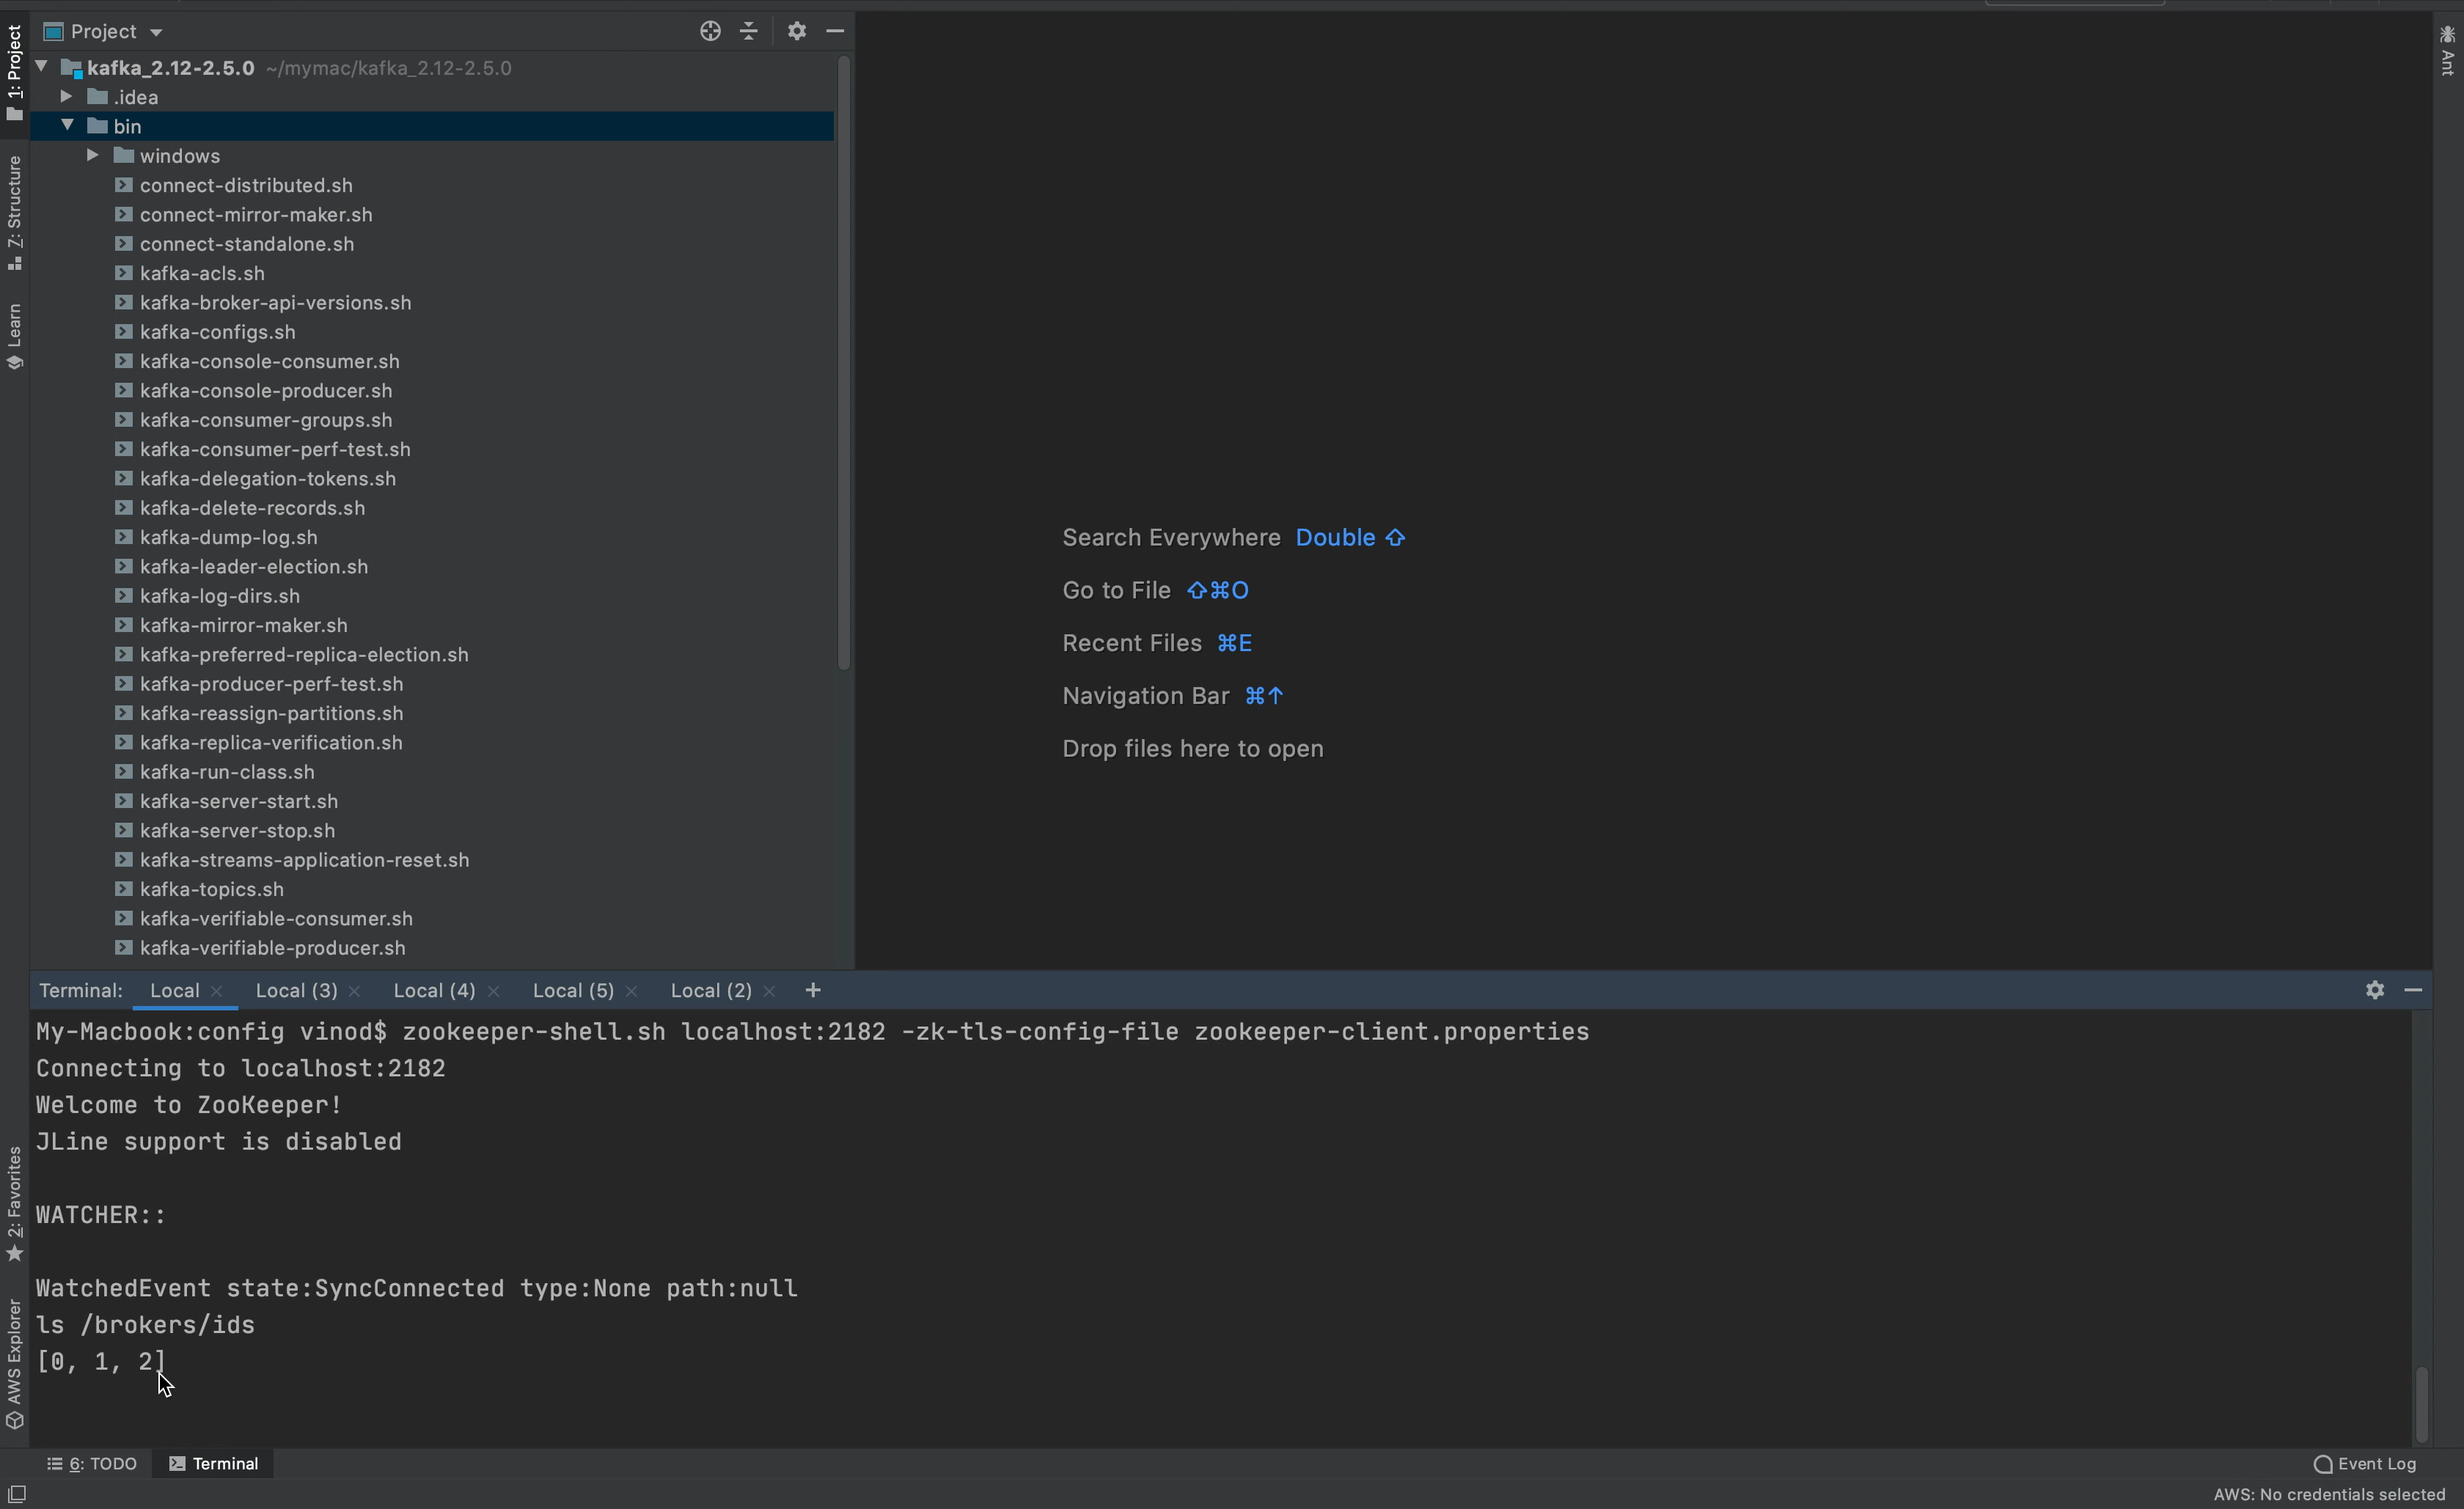 Project
kafka_2.12-2.5.0 ~/mymac/kafka_2.12-2.5.0
.idea
bin
windows
connect-distributed.sh
connect-mirror-maker.sh
connect-standalone.sh
kafka-acls.sh
kafka-broker-api-versions.sh
kafka-configs.sh
kafka-console-consumer.sh
kafka-console-producer.sh
kafka-consumer-groups.sh
kafka-consumer-perf-test.sh
kafka-delegation-tokens.sh
kafka-delete-records.sh
kafka-dump-log.sh
kafka-leader-election.sh
kafka-log-dirs.sh
kafka-mirror-maker.sh
kafka-preferred-replica-election.sh
kafka-producer-perf-test.sh
kafka-reassign-partitions.sh
kafka-replica-verification.sh
kafka-run-class.sh
kafka-server-start.sh
kafka-server-stop.sh
kafka-streams-application-reset.sh
kafka-topics.sh
kafka-verifiable-consumer.sh
kafka-verifiable-producer.sh
1: Project
7: Structure
Learn
2: Favorites
AWS Explorer
Ant
Search Everywhere Double ⇧
Go to File ⇧⌘O
Recent Files ⌘E
Navigation Bar ⌘↑
Drop files here to open
Terminal: Local × Local (3) × Local (4) × Local (5) × Local (2) × +
My-Macbook:config vinod$ zookeeper-shell.sh localhost:2182 -zk-tls-config-file zookeeper-client.properties
Connecting to localhost:2182
Welcome to ZooKeeper!
JLine support is disabled
WATCHER::
WatchedEvent state:SyncConnected type:None path:null
ls /brokers/ids
[0, 1, 2]
6: TODO
Terminal
Event Log
AWS: No credentials selected